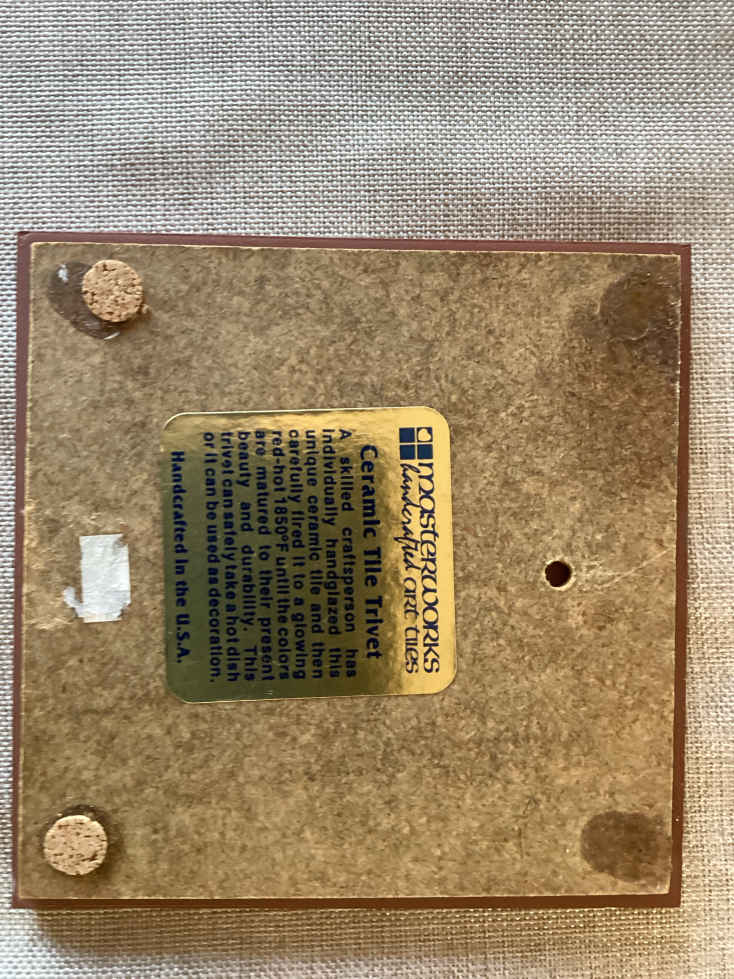 masterworks
handcrafted art tiles
Ceramic Tile Trivet
A skilled craftsperson has
individually handglazed this
unique ceramic tile and then
carefully fired it to a glowing
red-hot 1850°F until the colors
are matured to their present
beauty and durability. This
trivet can safely take a hot dish
or it can be used as decoration.
Handcrafted in the U.S.A.